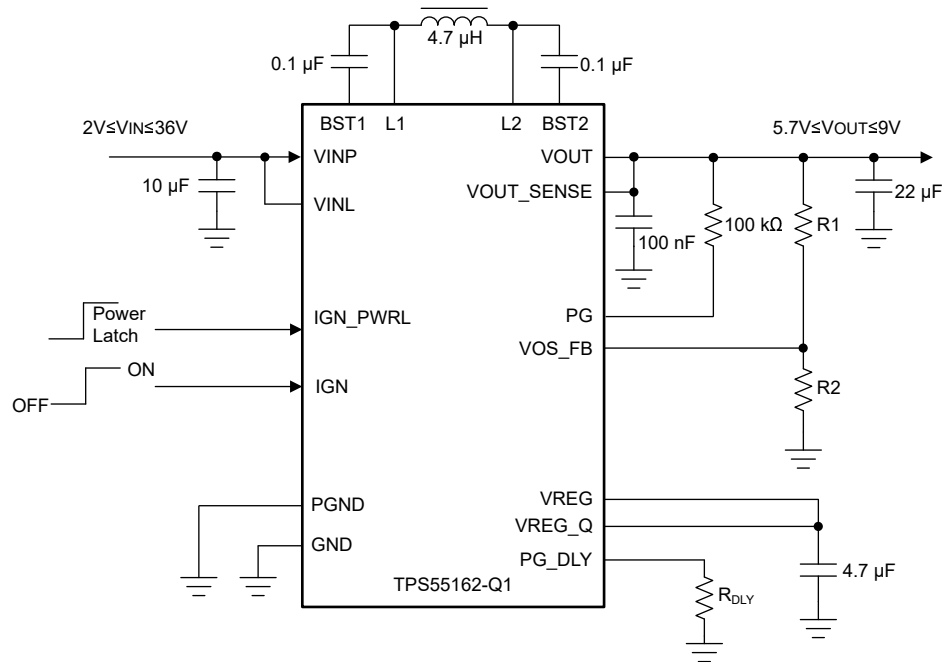 4.7 µH
0.1 µF
0.1 µF
BST1
L1
L2
BST2
2V≤VIN≤36V
5.7V≤VOUT≤9V
VINP
VOUT
10 µF
VINL
VOUT_SENSE
22 µF
100 nF
100 kΩ
R1
Power
Latch
IGN_PWRL
PG
VOS_FB
ON
OFF
IGN
R2
PGND
VREG
VREG_Q
GND
PG_DLY
4.7 µF
TPS55162-Q1
RDLY